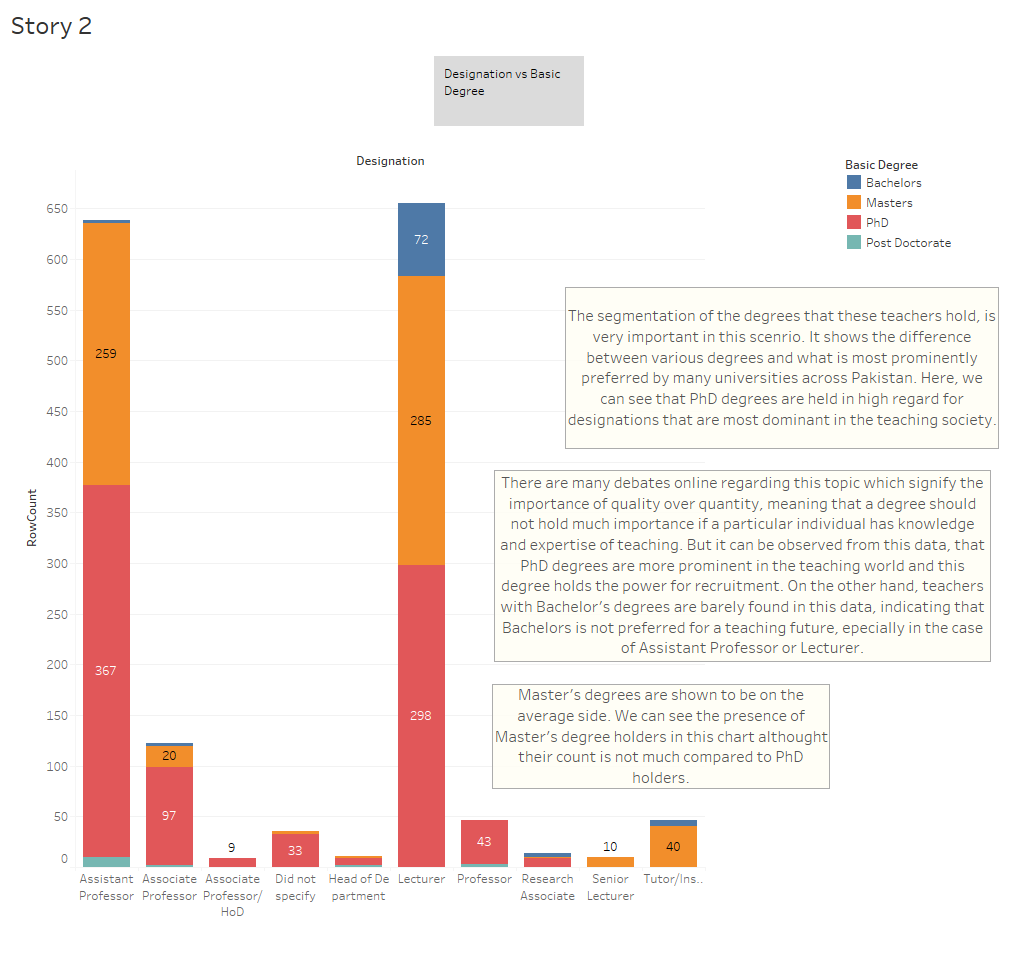 Story 2
Designation vs Basic
Degree
Designation
Basic Degree
Bachelors
Masters
PhD
Post Doctorate
RowCount
650
600
550
500
450
400
350
300
250
200
150
100
50
0
259
367
20
97
9
33
72
285
298
43
10
40
Assistant
Professor
Associate
Professor
Associate
Professor/
HoD
Did not
specify
Head of De
partment
Lecturer
Professor
Research
Associate
Senior
Lecturer
Tutor/Ins..
The segmentation of the degrees that these teachers hold, is
very important in this scenrio. It shows the difference
between various degrees and what is most prominently
preferred by many universities across Pakistan. Here, we
can see that PhD degrees are held in high regard for
designations that are most dominant in the teaching society.
There are many debates online regarding this topic which signify the
importance of quality over quantity, meaning that a degree should
not hold much importance if a particular individual has knowledge
and expertise of teaching. But it can be observed from this data, that
PhD degrees are more prominent in the teaching world and this
degree holds the power for recruitment. On the other hand, teachers
with Bachelor's degrees are barely found in this data, indicating that
Bachelors is not preferred for a teaching future, epecially in the case
of Assistant Professor or Lecturer.
Master's degrees are shown to be on the
average side. We can see the presence of
Master's degree holders in this chart althought
their count is not much compared to PhD
holders.